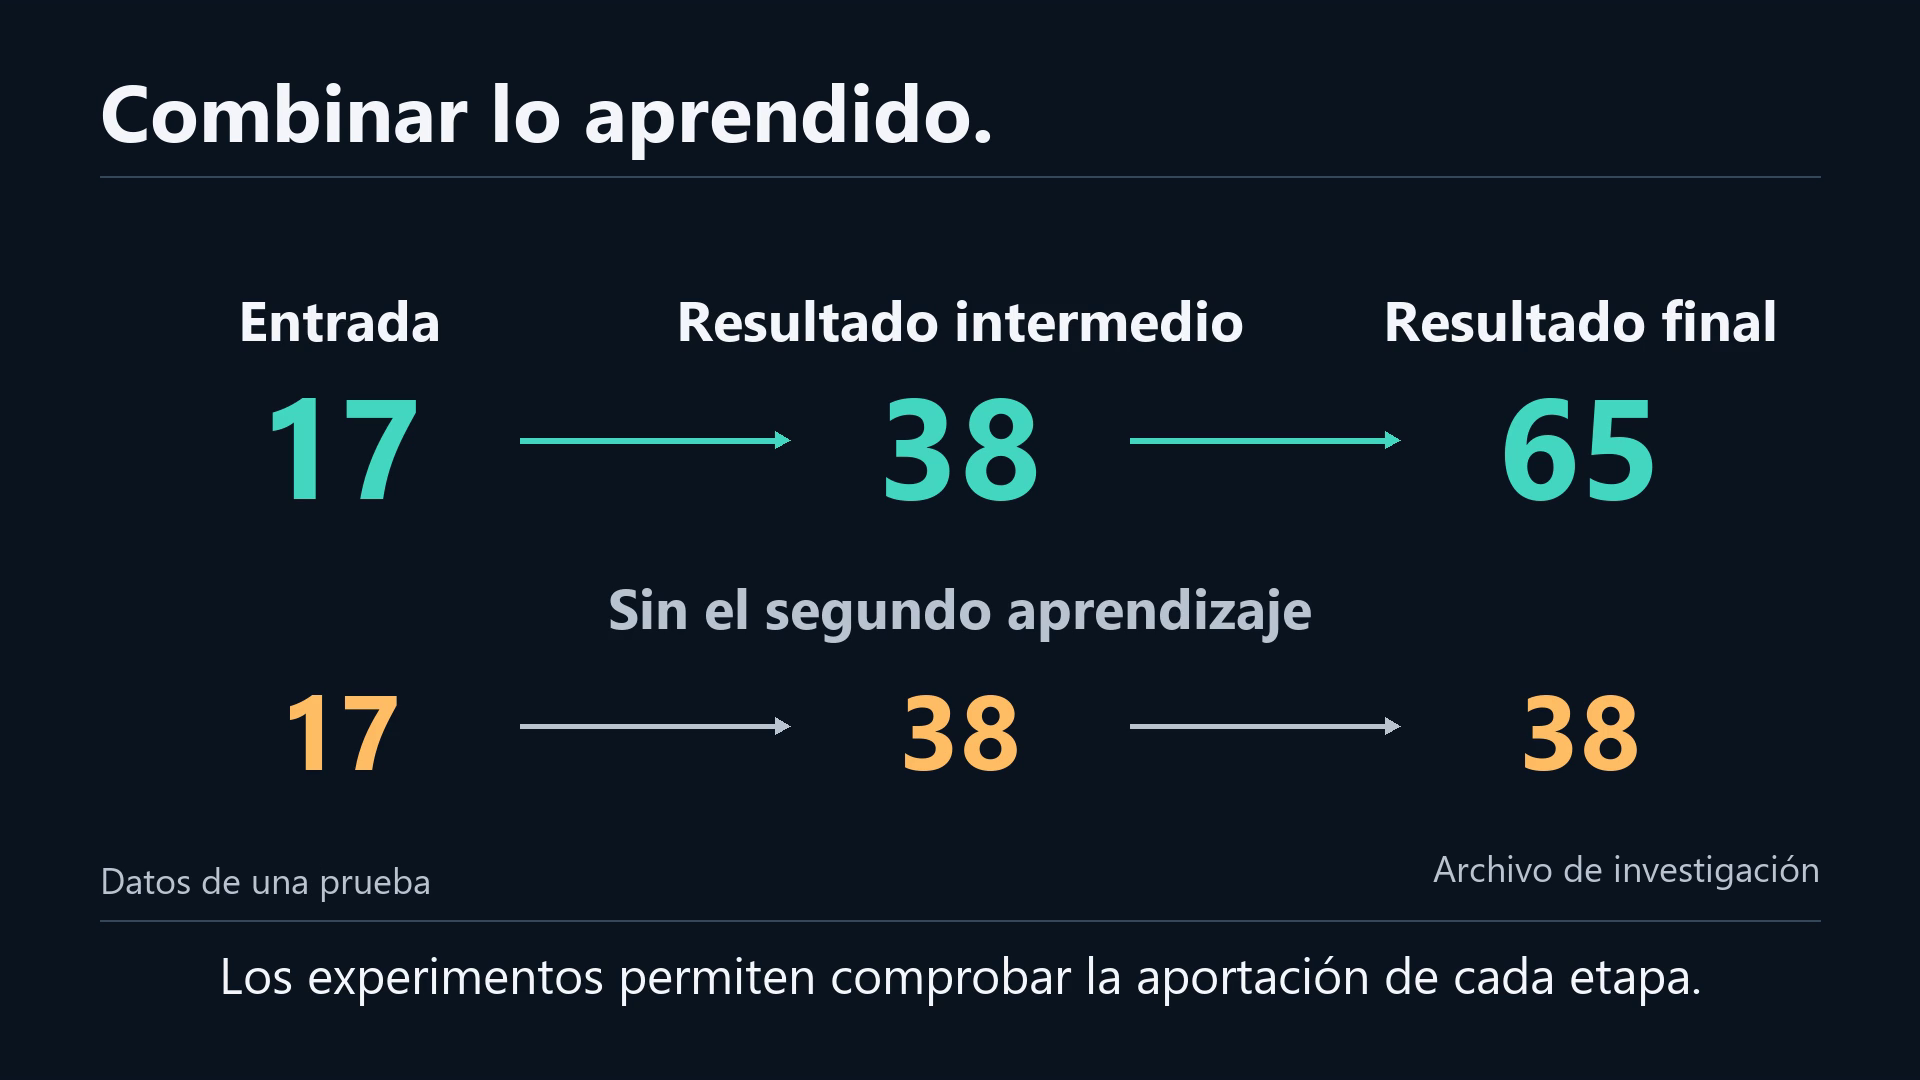 Combinar lo aprendido.
Entrada
Resultado intermedio
Resultado final
17
38
65
Sin el segundo aprendizaje
17
38
38
Datos de una prueba
Archivo de investigación
Los experimentos permiten comprobar la aportación de cada etapa.